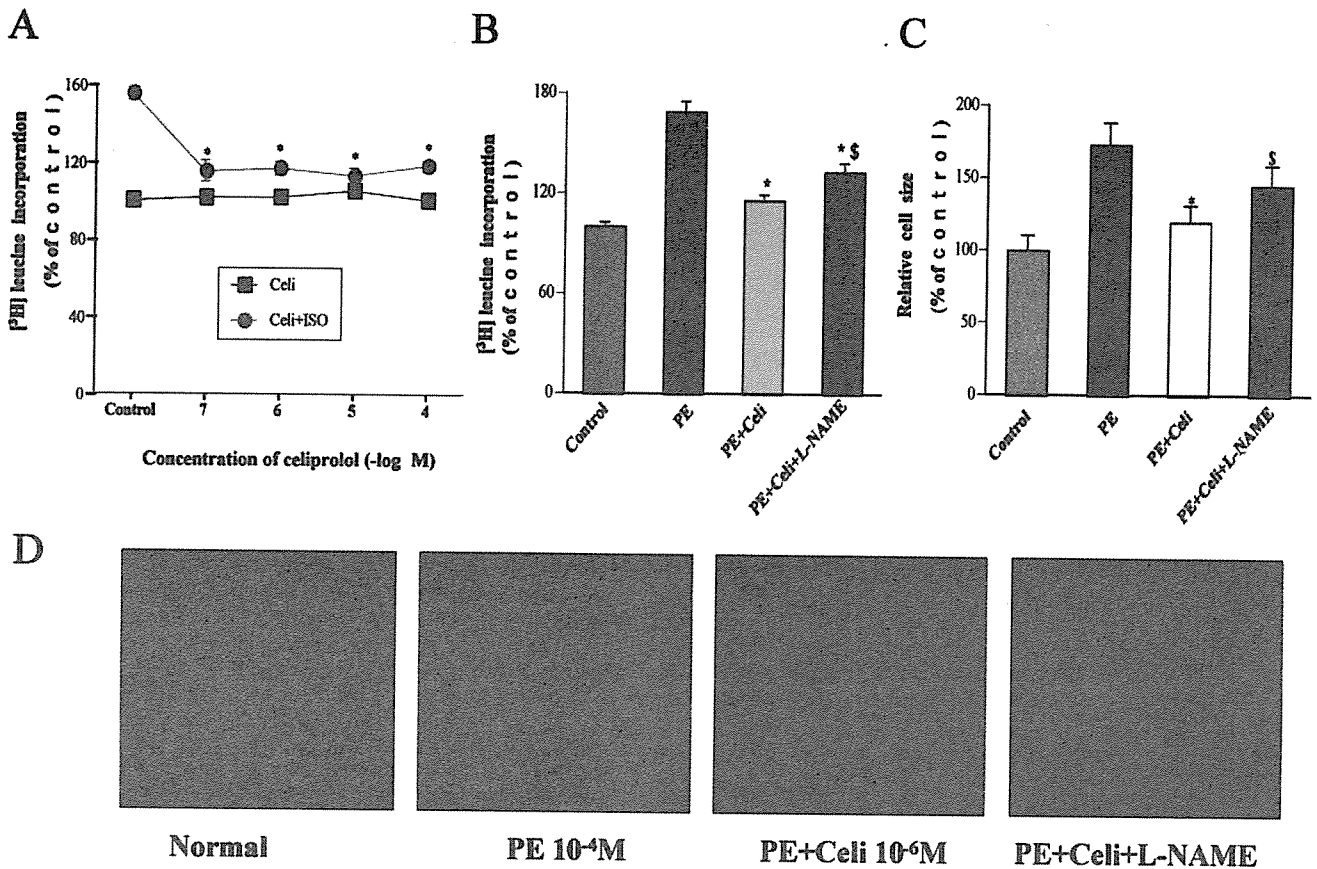 A
B
C
[³H] leucine incorporation
(% of control)
160
120
80
40
0
*
*
*
*
Celi
Celi+ISO
Control
7
6
5
4
Concentration of celiprolol (-log M)
[³H] leucine incorporation
(% of control)
180
120
60
0
*
* $
Control
PE
PE+Celi
PE+Celi+L-NAME
Relative cell size
(% of control)
200
150
100
50
0
$
Control
PE
PE+Celi
PE+Celi+L-NAME
D
Normal
PE 10⁻⁴M
PE+Celi 10⁻⁶M
PE+Celi+L-NAME